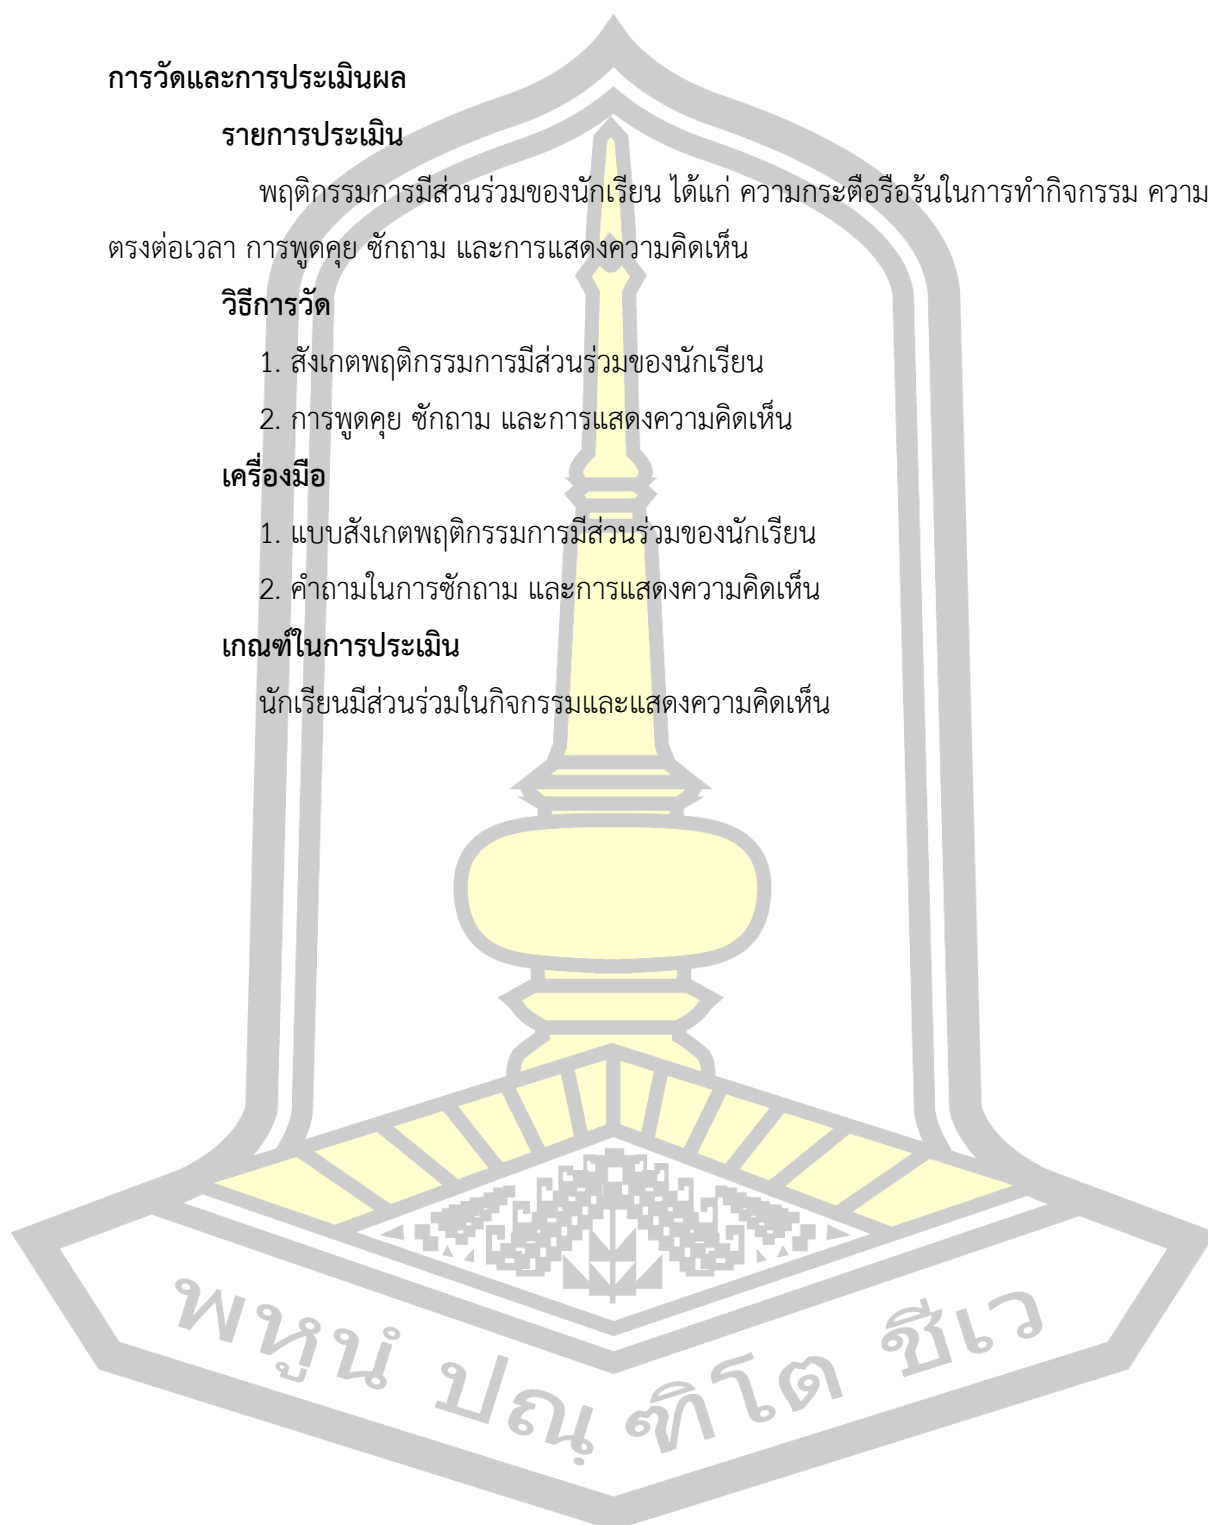 การวัดและการประเมินผล
รายการประเมิน
พฤติกรรมการมีส่วนร่วมของนักเรียน ได้แก่ ความกระตือรือร้นในการทำกิจกรรม ความ
ตรงต่อเวลา การพูดคุย ซักถาม และการแสดงความคิดเห็น
วิธีการวัด
1. สังเกตพฤติกรรมการมีส่วนร่วมของนักเรียน
2. การพูดคุย ซักถาม และการแสดงความคิดเห็น
เครื่องมือ
1. แบบสังเกตพฤติกรรมการมีส่วนร่วมของนักเรียน
2. คำถามในการซักถาม และการแสดงความคิดเห็น
เกณฑ์ในการประเมิน
นักเรียนมีส่วนร่วมในกิจกรรมและแสดงความคิดเห็น
พหูนํ ปณฺ ฑิโต ชีเว